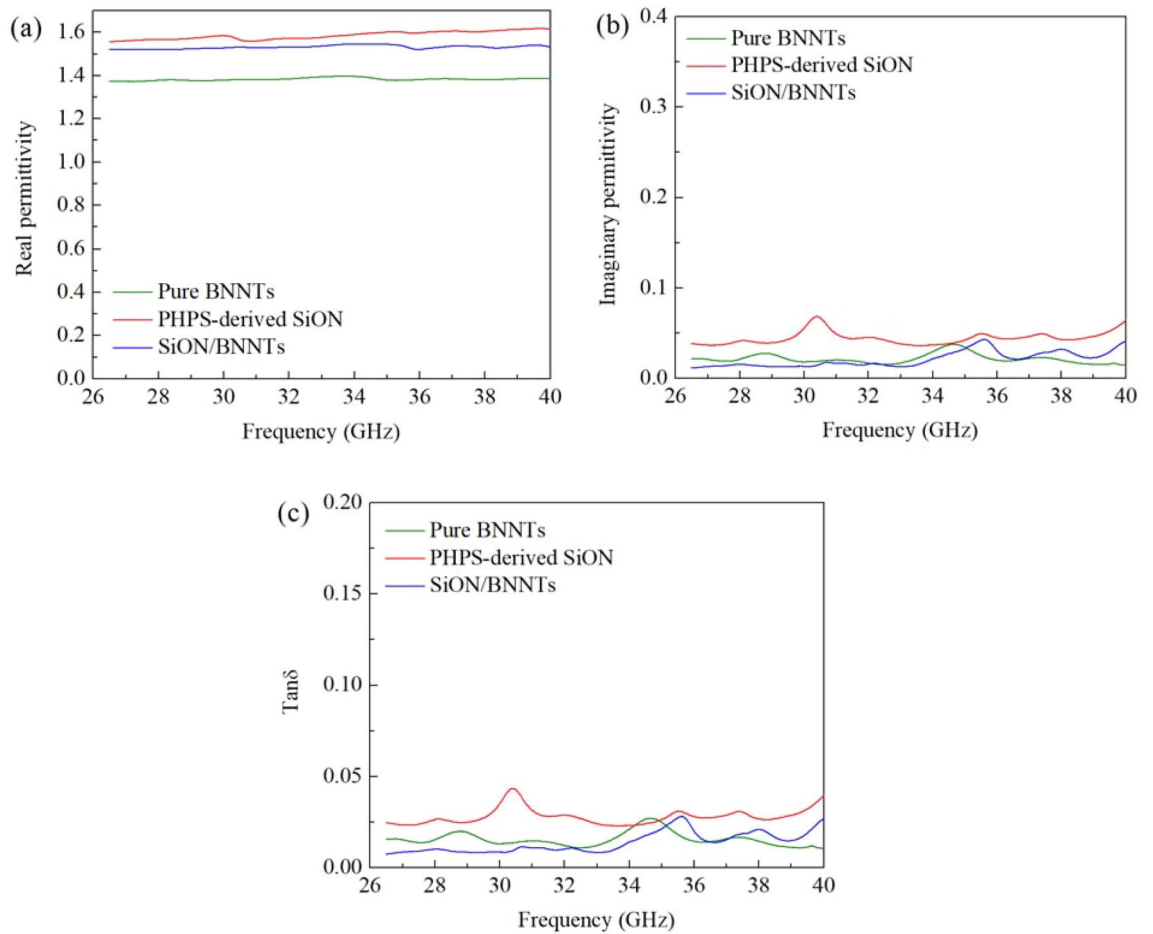 (a)
1.6
1.4
1.2
1.0
0.8
0.6
0.4
0.2
0.0
Real permittivity
Pure BNNTs
PHPS-derived SiON
SiON/BNNTs
26 28 30 32 34 36 38 40
Frequency (GHz)
(b)
0.4
0.3
0.2
0.1
0.0
Imaginary permittivity
Pure BNNTs
PHPS-derived SiON
SiON/BNNTs
26 28 30 32 34 36 38 40
Frequency (GHz)
(c)
0.20
0.15
0.10
0.05
0.00
Tanδ
Pure BNNTs
PHPS-derived SiON
SiON/BNNTs
26 28 30 32 34 36 38 40
Frequency (GHz)